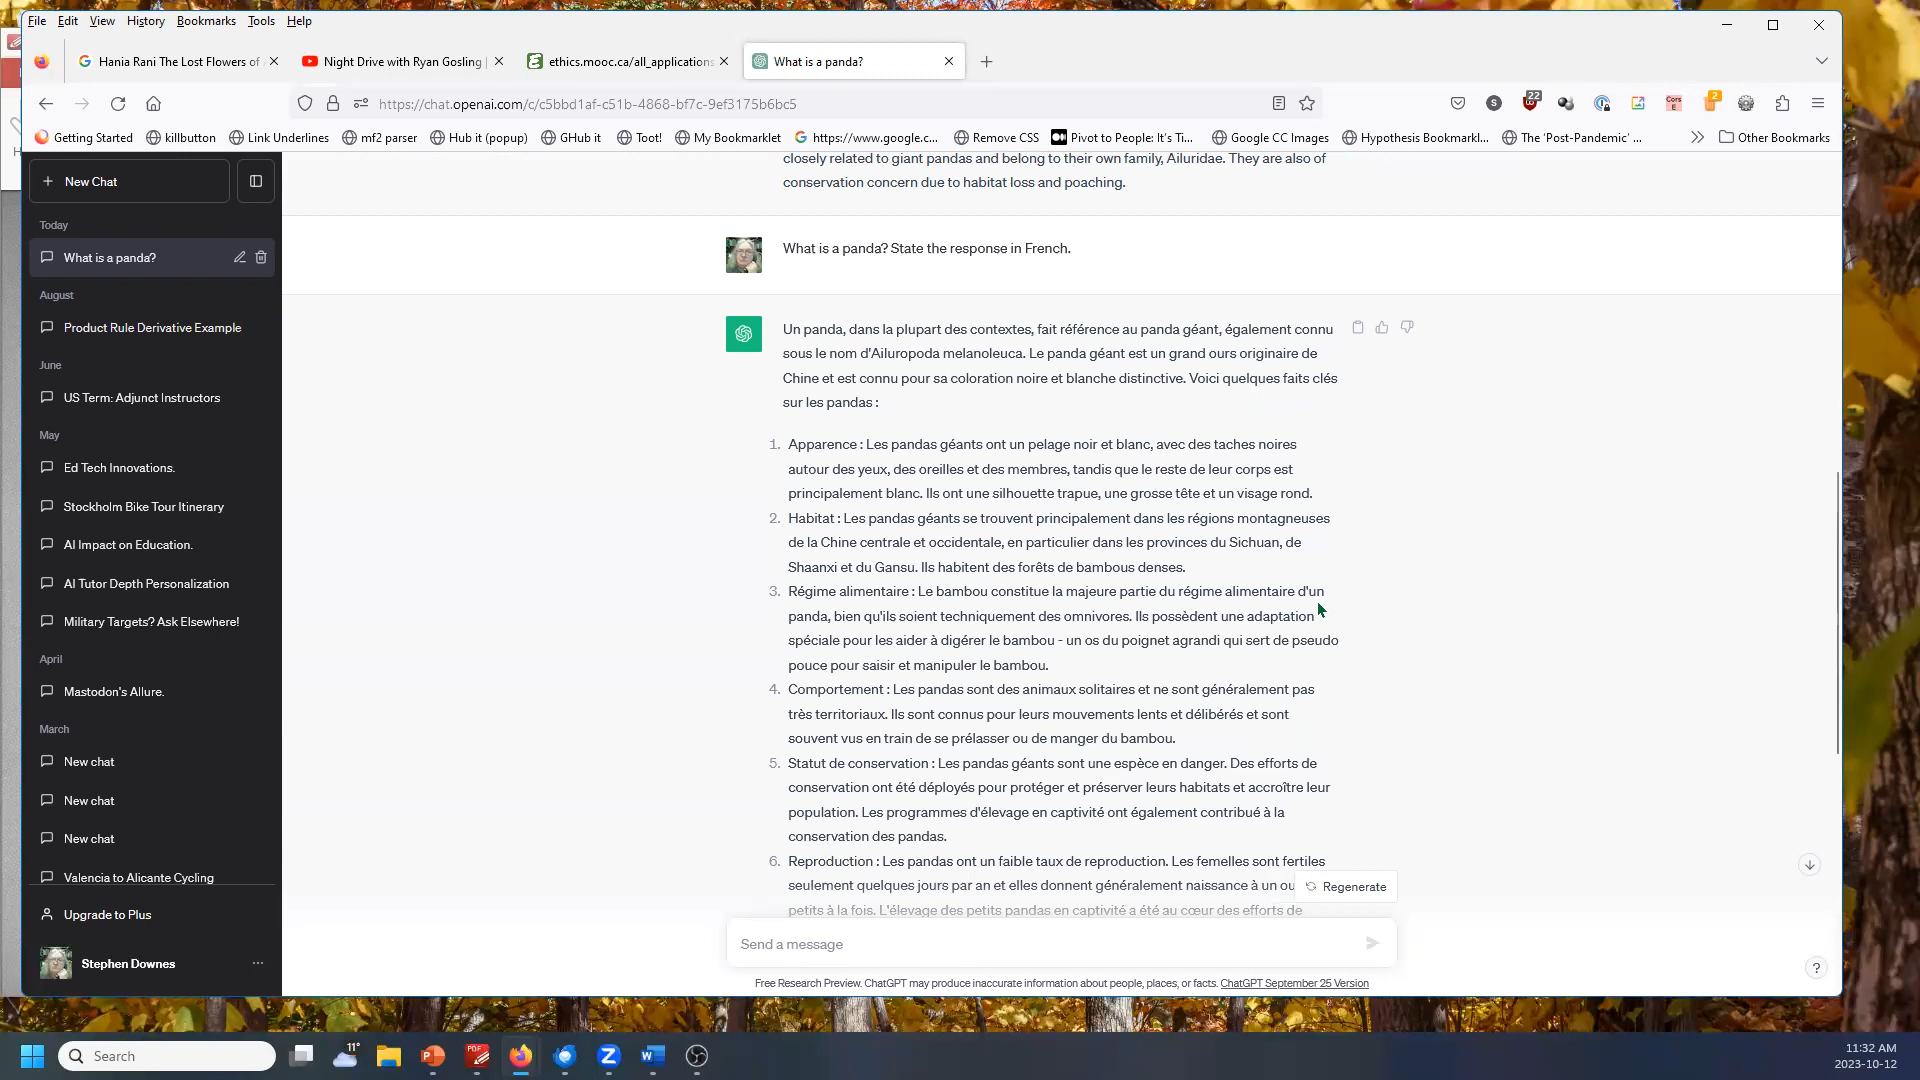 File Edit View History Bookmarks Tools Help
Hania Rani The Lost Flowers of
Night Drive with Ryan Gosling |
ethics.mooc.ca/all_applications
What is a panda?
https://chat.openai.com/c/c5bbd1af-c51b-4868-bf7c-9ef3175b6bc5
S
22
Cors E
2
Getting Started killbutton Link Underlines mf2 parser Hub it (popup) GHub it Toot! My Bookmarklet https://www.google.c... Remove CSS Pivot to People: It's Ti... Google CC Images Hypothesis Bookmarkl... The 'Post-Pandemic' ... Other Bookmarks
New Chat
Today
What is a panda?
August
Product Rule Derivative Example
June
US Term: Adjunct Instructors
May
Ed Tech Innovations.
Stockholm Bike Tour Itinerary
AI Impact on Education.
AI Tutor Depth Personalization
Military Targets? Ask Elsewhere!
April
Mastodon's Allure.
March
New chat
New chat
New chat
Valencia to Alicante Cycling
Upgrade to Plus
Stephen Downes
closely related to giant pandas and belong to their own family, Ailuridae. They are also of
conservation concern due to habitat loss and poaching.
What is a panda? State the response in French.
Un panda, dans la plupart des contextes, fait référence au panda géant, également connu
sous le nom d'Ailuropoda melanoleuca. Le panda géant est un grand ours originaire de
Chine et est connu pour sa coloration noire et blanche distinctive. Voici quelques faits clés
sur les pandas :
1. Apparence : Les pandas géants ont un pelage noir et blanc, avec des taches noires
autour des yeux, des oreilles et des membres, tandis que le reste de leur corps est
principalement blanc. Ils ont une silhouette trapue, une grosse tête et un visage rond.
2. Habitat : Les pandas géants se trouvent principalement dans les régions montagneuses
de la Chine centrale et occidentale, en particulier dans les provinces du Sichuan, de
Shaanxi et du Gansu. Ils habitent des forêts de bambous denses.
3. Régime alimentaire : Le bambou constitue la majeure partie du régime alimentaire d'un
panda, bien qu'ils soient techniquement des omnivores. Ils possèdent une adaptation
spéciale pour les aider à digérer le bambou - un os du poignet agrandi qui sert de pseudo
pouce pour saisir et manipuler le bambou.
4. Comportement : Les pandas sont des animaux solitaires et ne sont généralement pas
très territoriaux. Ils sont connus pour leurs mouvements lents et délibérés et sont
souvent vus en train de se prélasser ou de manger du bambou.
5. Statut de conservation : Les pandas géants sont une espèce en danger. Des efforts de
conservation ont été déployés pour protéger et préserver leurs habitats et accroître leur
population. Les programmes d'élevage en captivité ont également contribué à la
conservation des pandas.
6. Reproduction : Les pandas ont un faible taux de reproduction. Les femelles sont fertiles
seulement quelques jours par an et elles donnent généralement naissance à un ou
petits à la fois. L'élevage des petits pandas en captivité a été au cœur des efforts de
Regenerate
Send a message
Free Research Preview. ChatGPT may produce inaccurate information about people, places, or facts. ChatGPT September 25 Version
?
Search
11°
PDF
11:32 AM
2023-10-12